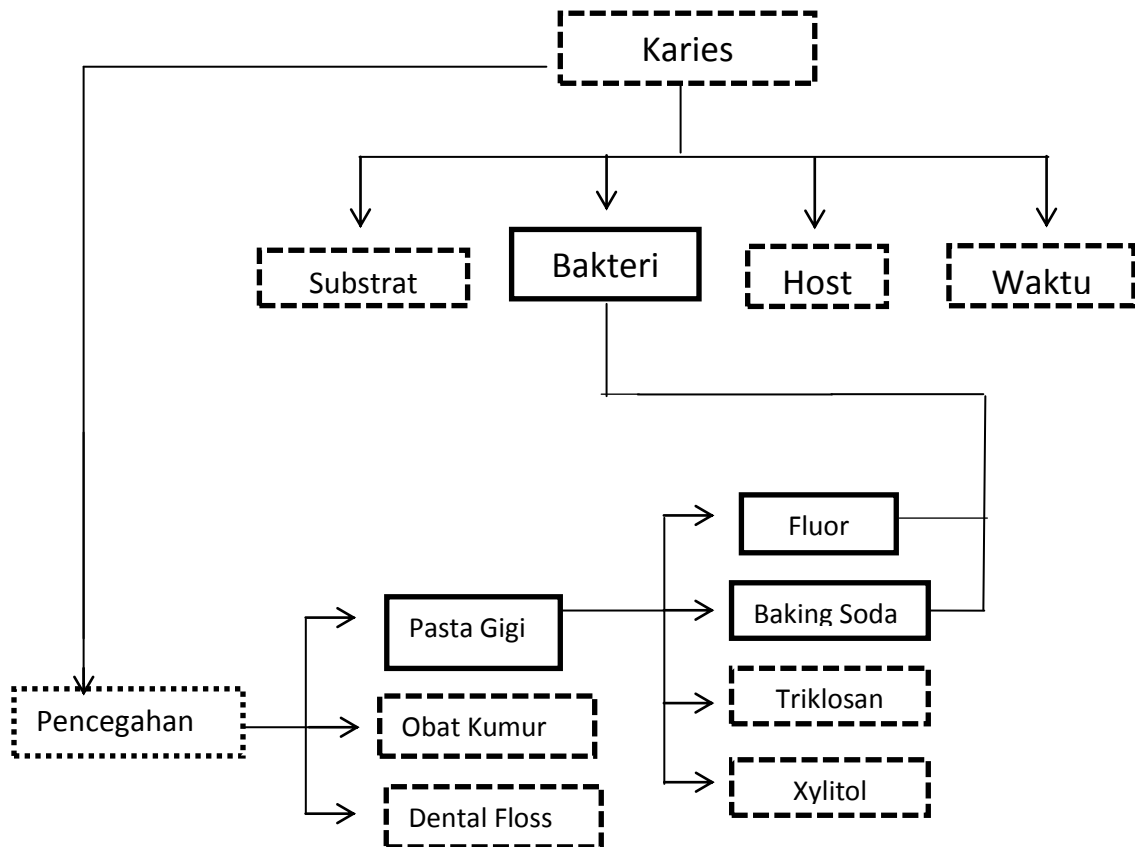 Karies
Substrat
Bakteri
Host
Waktu
Fluor
Pasta Gigi
Baking Soda
Pencegahan
Obat Kumur
Triklosan
Dental Floss
Xylitol